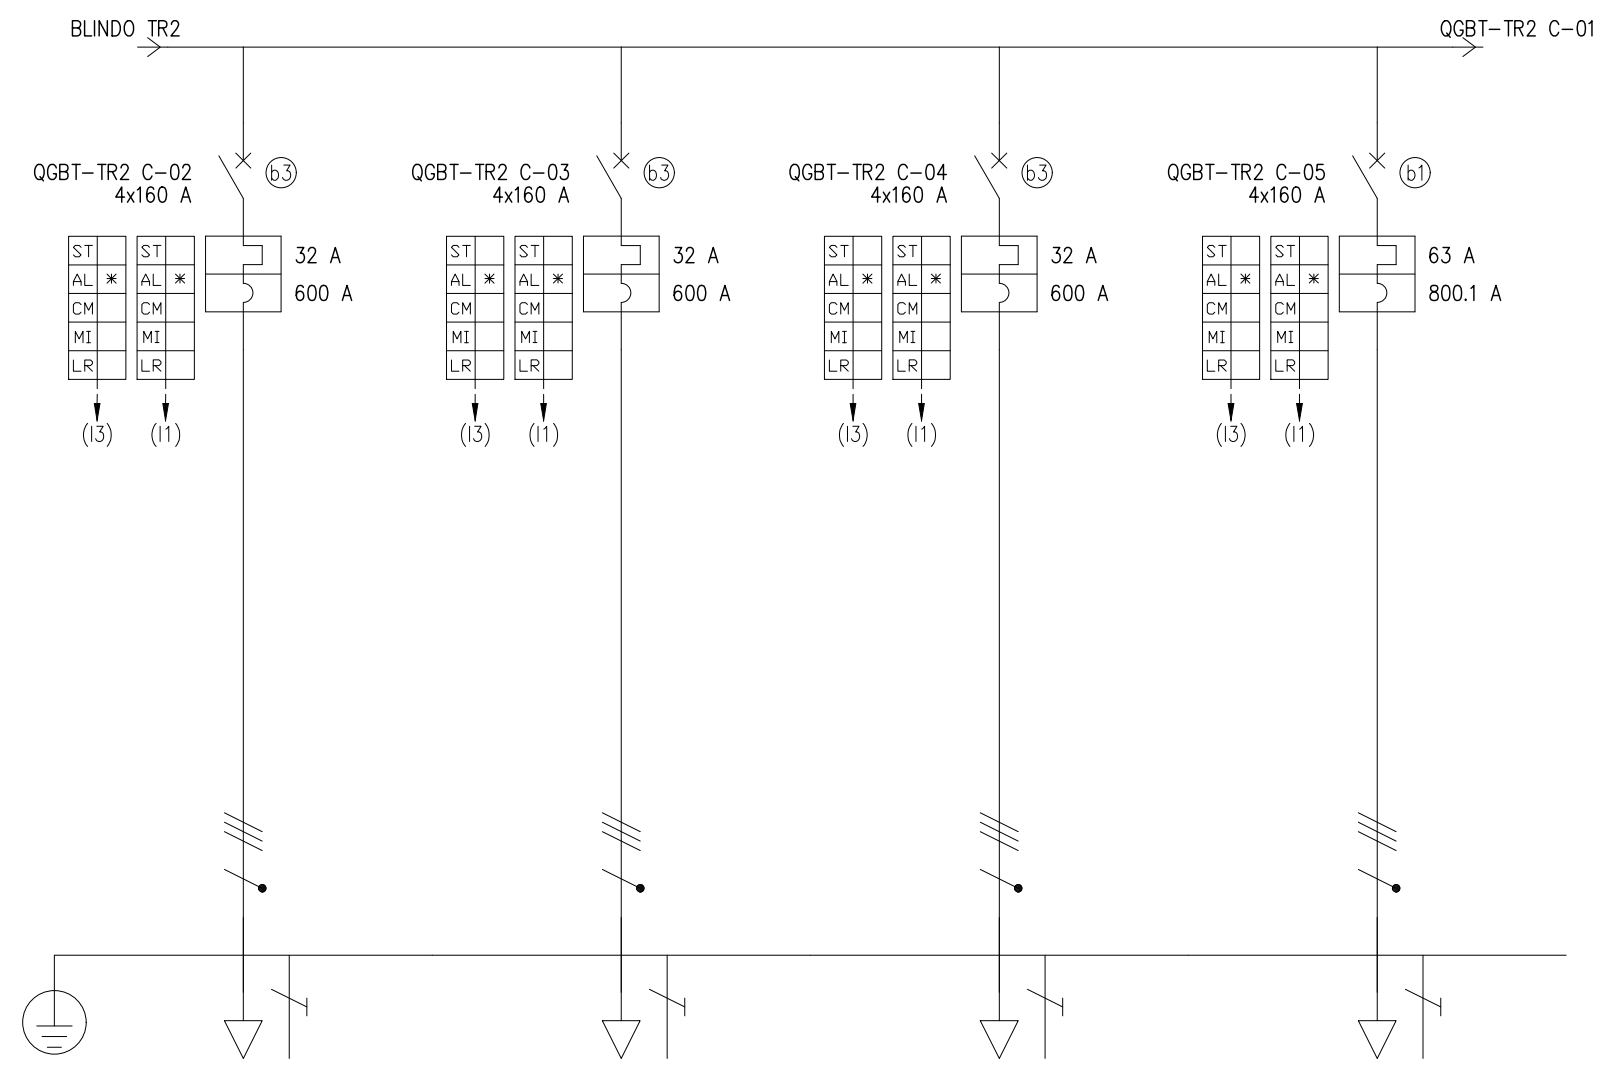 BLINDO TR2
QGBT-TR2 C-01
QGBT-TR2 C-02
4x160 A
b3
QGBT-TR2 C-03
4x160 A
b3
QGBT-TR2 C-04
4x160 A
b3
QGBT-TR2 C-05
4x160 A
b1
ST
AL *
CM
MI
LR
(I3)
ST
AL *
CM
MI
LR
(I1)
32 A
600 A
ST
AL *
CM
MI
LR
(I3)
ST
AL *
CM
MI
LR
(I1)
32 A
600 A
ST
AL *
CM
MI
LR
(I3)
ST
AL *
CM
MI
LR
(I1)
32 A
600 A
ST
AL *
CM
MI
LR
(I3)
ST
AL *
CM
MI
LR
(I1)
63 A
800.1 A